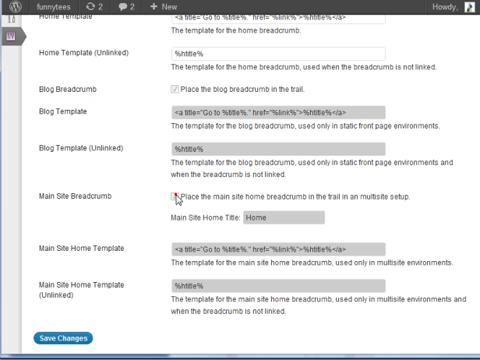 funnytees 2 2 + New Howdy,
Home Template
<a title="Go to %title%." href="%link%">%htitle%</a>
The template for the home breadcrumb.
Home Template (Unlinked)
%htitle%
The template for the home breadcrumb, used when the breadcrumb is not linked.
Blog Breadcrumb
Place the blog breadcrumb in the trail.
Blog Template
<a title="Go to %title%." href="%link%">%htitle%</a>
The template for the blog breadcrumb, used only in static front page environments.
Blog Template (Unlinked)
%htitle%
The template for the blog breadcrumb, used only in static front page environments and
when the breadcrumb is not linked.
Main Site Breadcrumb
Place the main site home breadcrumb in the trail in an multisite setup.
Main Site Home Title: Home
Main Site Home Template
<a title="Go to %title%." href="%link%">%htitle%</a>
The template for the main site home breadcrumb, used only in multisite environments.
Main Site Home Template
(Unlinked)
%htitle%
The template for the main site home breadcrumb, used only in multisite environments and
when the breadcrumb is not linked.
Save Changes